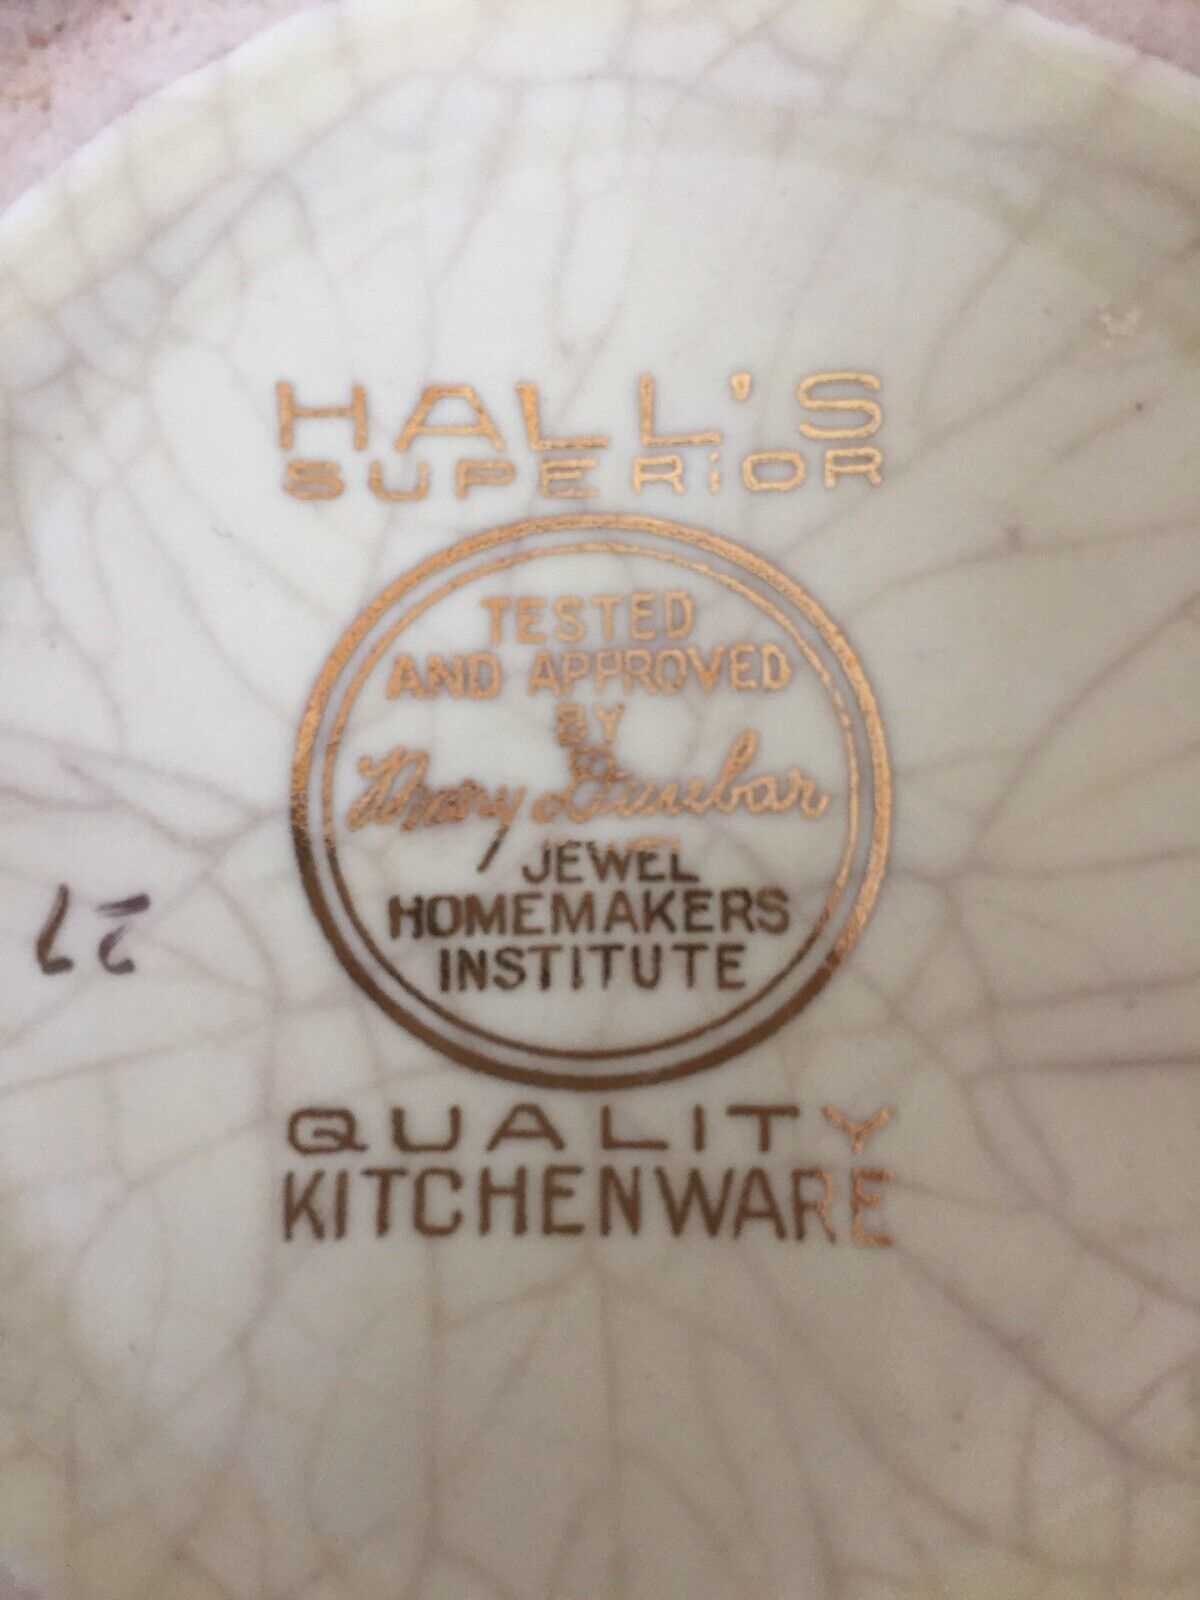 HALL'S
SUPERIOR
TESTED
AND APPROVED
BY
Mary Dunbar
JEWEL
HOMEMAKERS
INSTITUTE
27
QUALITY
KITCHENWARE